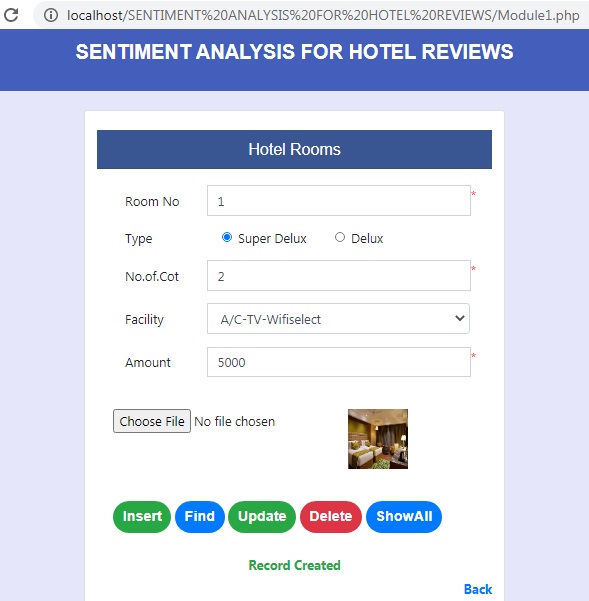 localhost/SENTIMENT%20ANALYSIS%20FOR%20HOTEL%20REVIEWS/Module1.php
SENTIMENT ANALYSIS FOR HOTEL REVIEWS
Hotel Rooms
Room No 1 *
Type Super Delux Delux
No.of.Cot 2 *
Facility A/C-TV-Wifiselect
Amount 5000 *
Choose File No file chosen
Insert Find Update Delete ShowAll
Record Created
Back